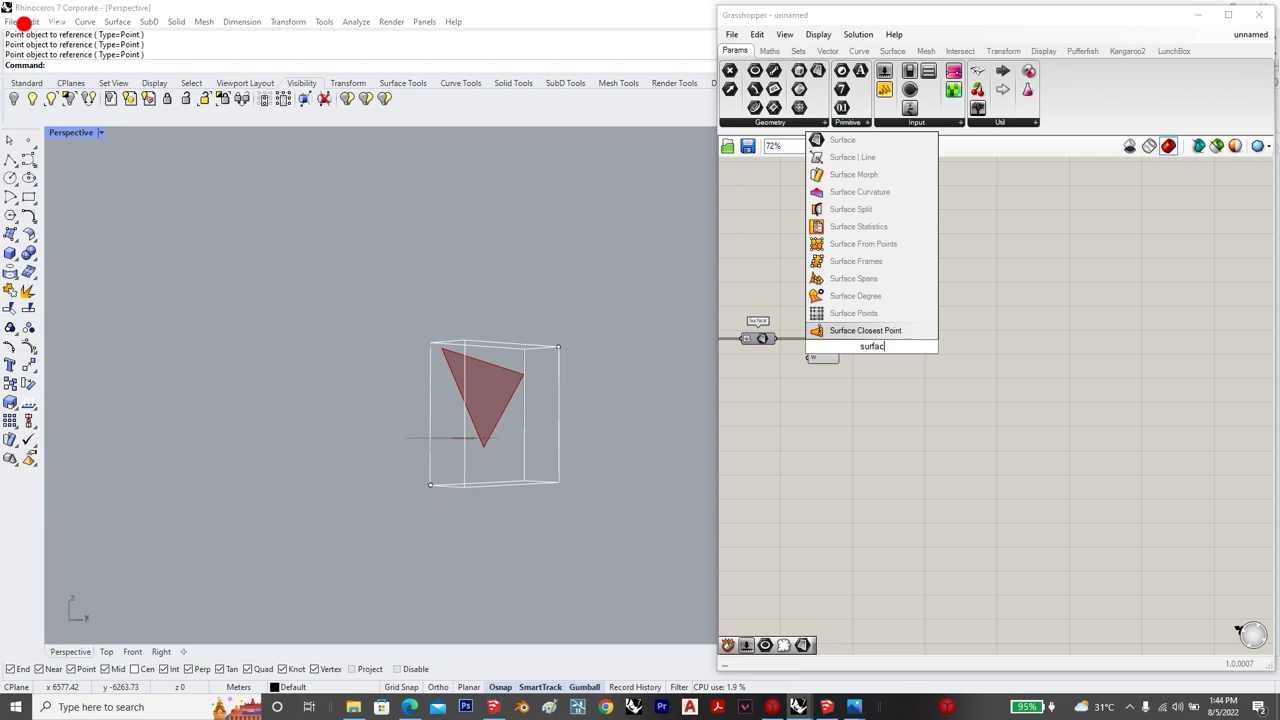 Rhinoceros 7 Corporate - [Perspective]
File Edit View Curve Surface SubD Solid Mesh Dimension Transform Tools Analyze Render Panels Help
Point object to reference ( Type=Point )
Point object to reference ( Type=Point )
Point object to reference ( Type=Point )
Command:
Standard CPlanes Set View Display Select Viewport Layout Visibility Transform Curve Tools Surface Tools Solid Tools SubD Tools Mesh Tools Render Tools
Perspective
z
Perspective Top Front Right
End Near Point Mid Cen Int Perp Tan Quad Knot Vertex Project Disable
CPlane x 6577.42 y -6263.73 z 0 Meters Default Grid Snap Ortho Planar Osnap SmartTrack Gumball Record History Filter CPU use: 1.9 %
Grasshopper - unnamed
File Edit View Display Solution Help unnamed
Params Maths Sets Vector Curve Surface Mesh Intersect Transform Display Pufferfish Kangaroo2 LunchBox
Geometry Primitive Input Util
72%
Surface
Surface | Line
Surface Morph
Surface Curvature
Surface Split
Surface Statistics
Surface From Points
Surface Frames
Surface Spans
Surface Degree
Surface Points
Surface Closest Point
surfac
Surface
W
...
1.0.0007
Type here to search
95%
31°C
1:44 PM
8/5/2022